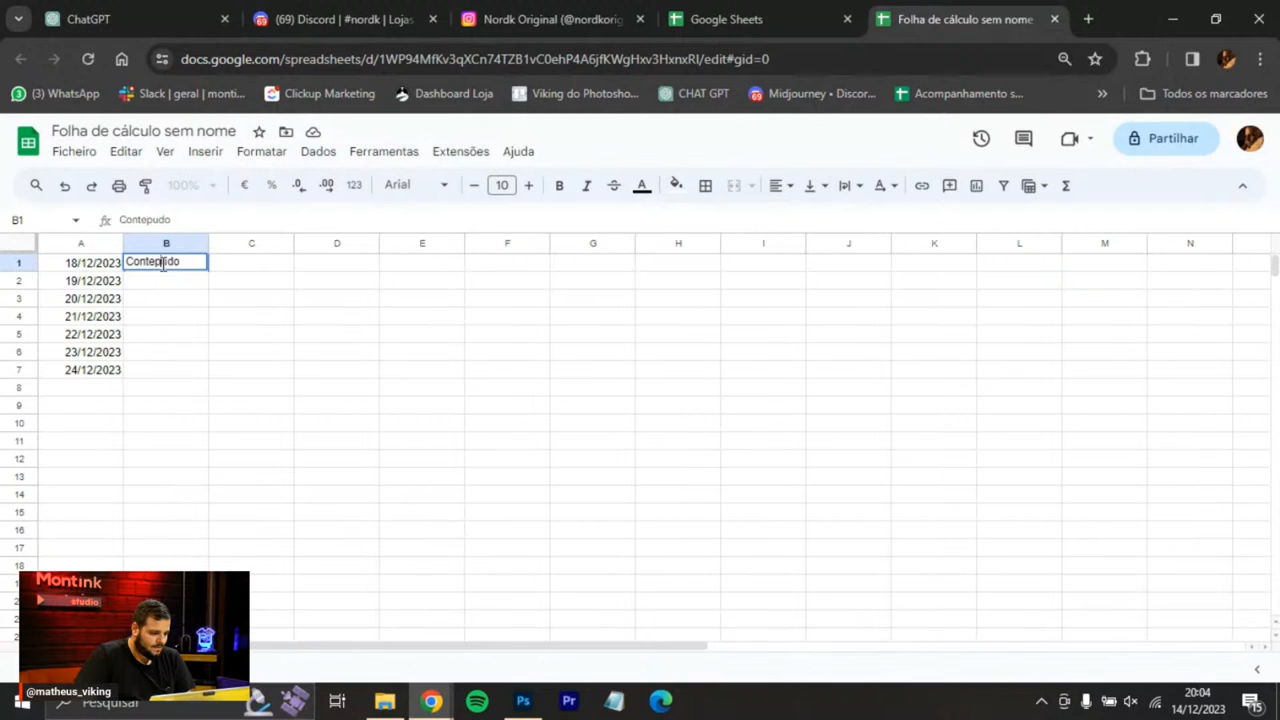 ChatGPT
(69) Discord | #nordk | Lojas
Nordk Original (@nordkorig
Google Sheets
Folha de cálculo sem nome
docs.google.com/spreadsheets/d/1WP94MfKv3qXCn74TZB1vC0ehP4A6jfKWgHxv3HxnxRI/edit#gid=0
(3) WhatsApp
Slack | geral | monti...
Clickup Marketing
Dashboard Loja
Viking do Photosho...
CHAT GPT
Midjourney • Discor...
Acompanhamento s...
Todos os marcadores
Folha de cálculo sem nome
Partilhar
Ficheiro Editar Ver Inserir Formatar Dados Ferramentas Extensões Ajuda
100% € % .0 .00 123 Arial 10 B I A
B1 fx Contepudo
A B C D E F G H I J K L M N
1 18/12/2023 Contepudo
2 19/12/2023
3 20/12/2023
4 21/12/2023
5 22/12/2023
6 23/12/2023
7 24/12/2023
8
9
10
11
12
13
14
15
16
17
18
Montink
studio
@matheus_viking
Pesquisar
Ps
Pr
20:04
14/12/2023
15